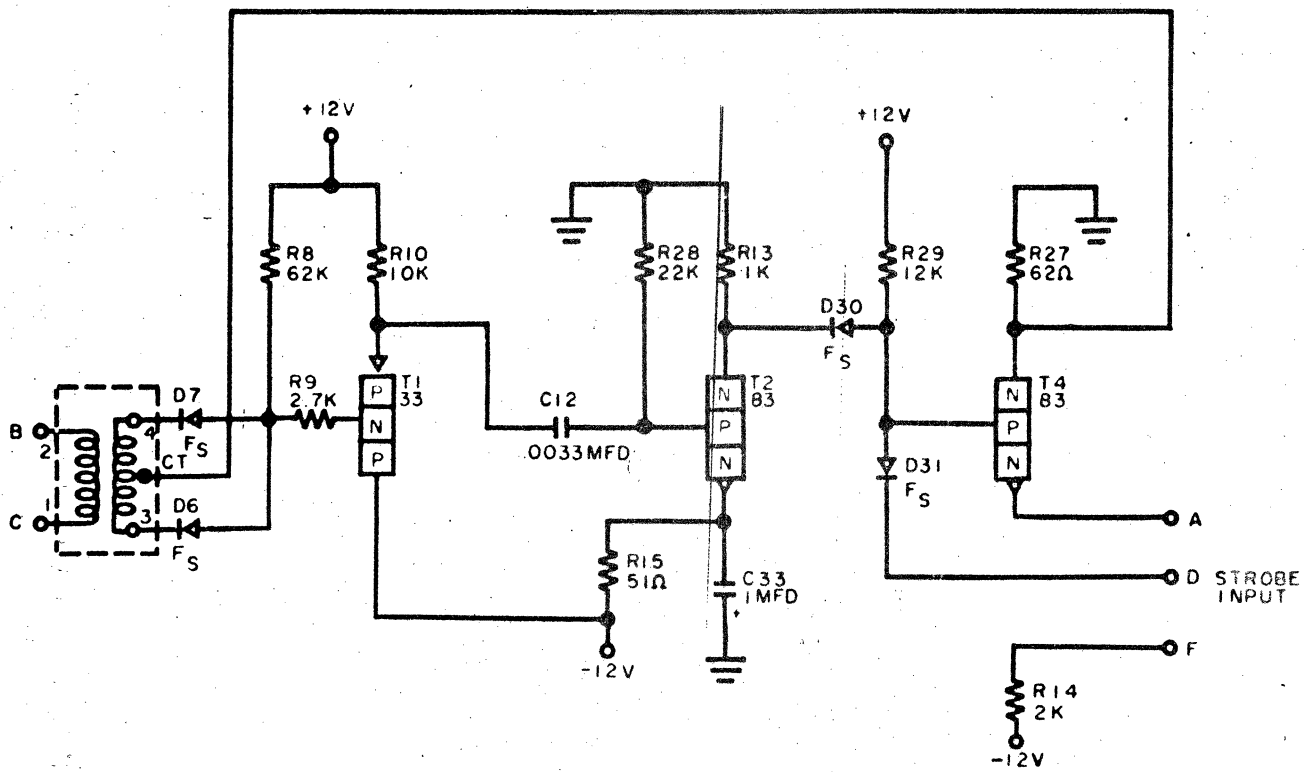 +12V
+12V
R8
62K
R10
10K
R28
22K
R13
1K
R29
12K
R27
62Ω
D30
FS
D7
FS
R9
2.7K
T1
33
P
N
P
C12
.0033MFD
T2
83
N
P
N
T4
83
N
P
N
B
2
4
CT
C
1
3
D6
FS
D31
FS
A
R15
51Ω
C33
1MFD
+
D STROBE
INPUT
-12V
F
R14
2K
-12V